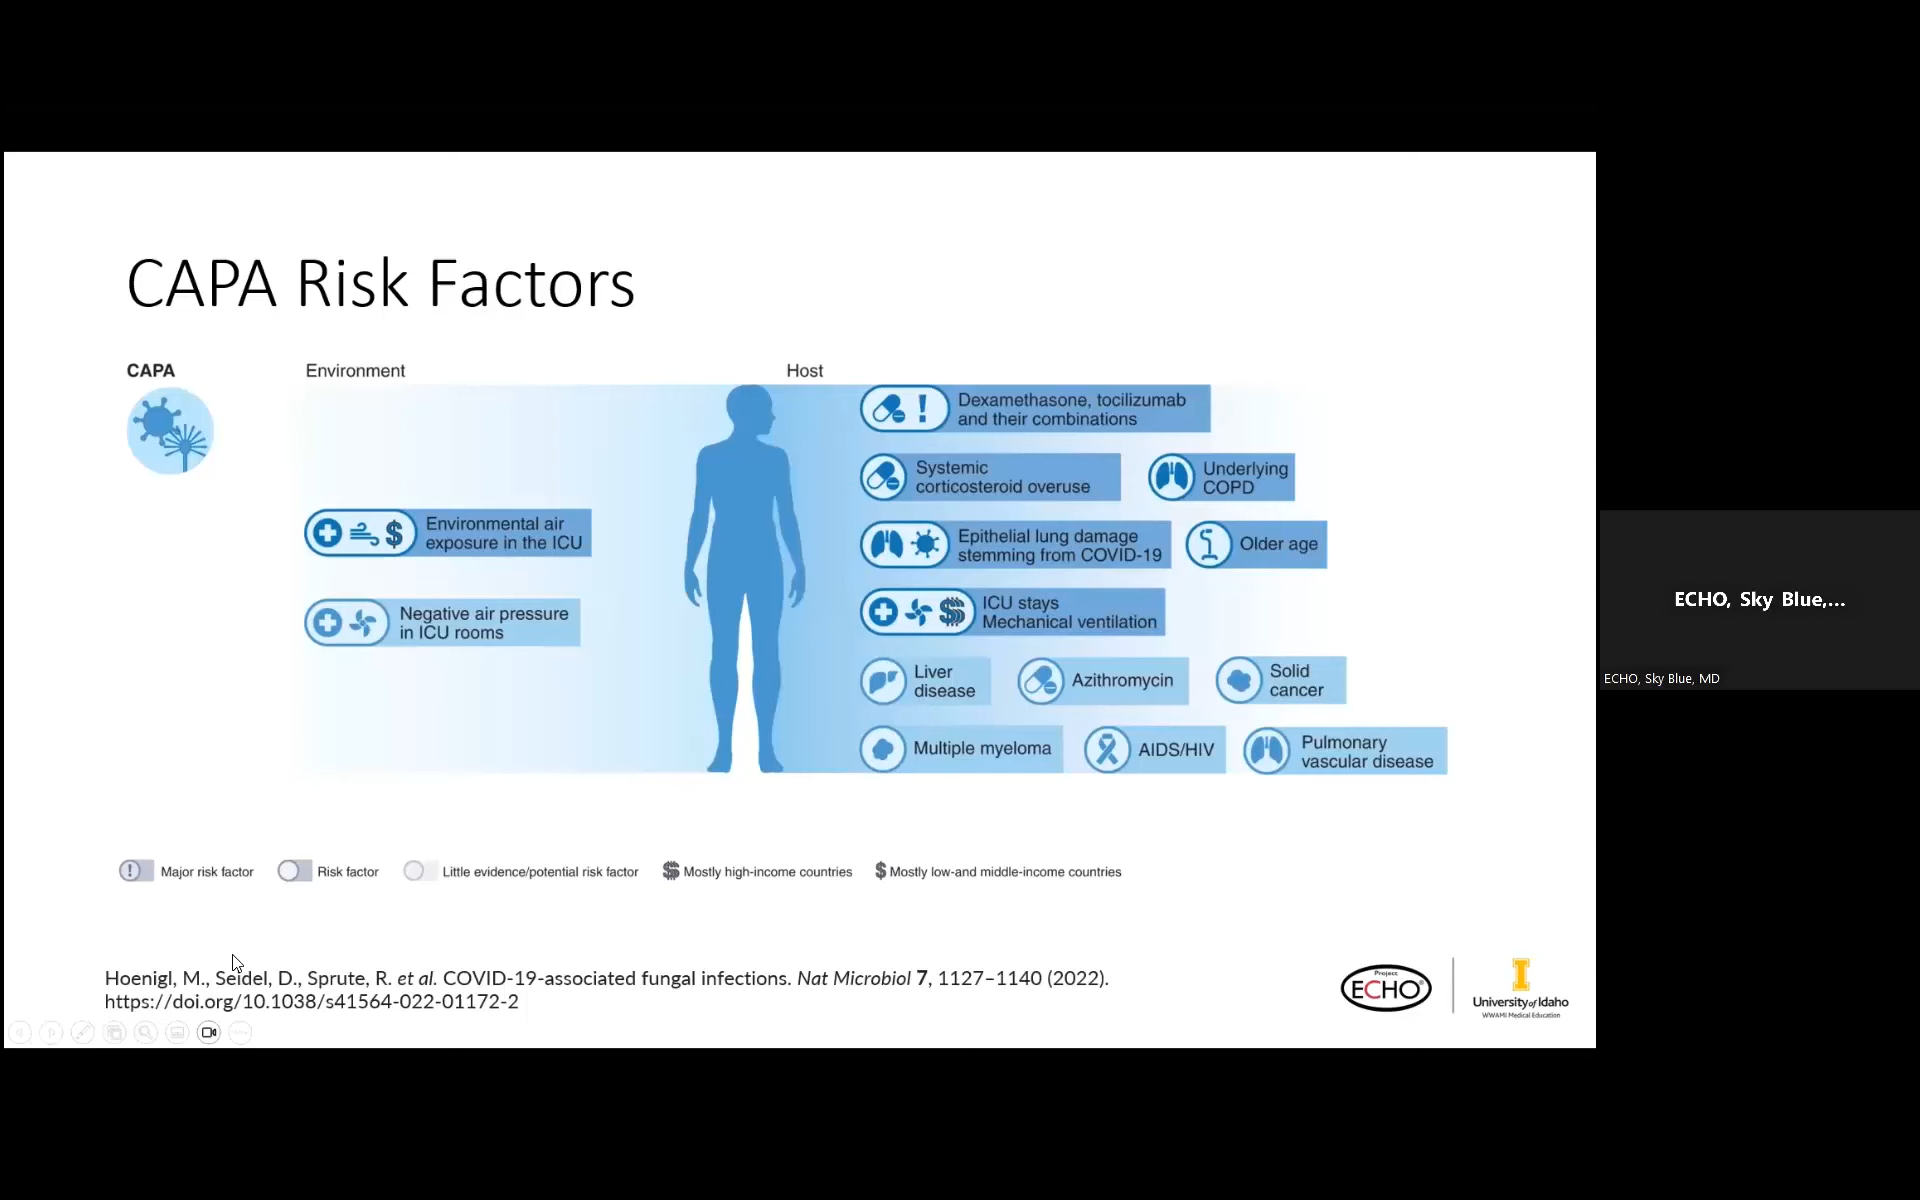 CAPA Risk Factors
CAPA
Environment
Host
Environmental air
exposure in the ICU
Negative air pressure
in ICU rooms
Dexamethasone, tocilizumab
and their combinations
Systemic
corticosteroid overuse
Underlying
COPD
Epithelial lung damage
stemming from COVID-19
Older age
ICU stays
Mechanical ventilation
Liver
disease
Azithromycin
Solid
cancer
Multiple myeloma
AIDS/HIV
Pulmonary
vascular disease
! Major risk factor
Risk factor
Little evidence/potential risk factor
$$$ Mostly high-income countries
$ Mostly low-and middle-income countries
Hoenigl, M., Seidel, D., Sprute, R. et al. COVID-19-associated fungal infections. Nat Microbiol 7, 1127–1140 (2022).
https://doi.org/10.1038/s41564-022-01172-2
Project
ECHO®
University of Idaho
WWAMI Medical Education
ECHO, Sky Blue,...
ECHO, Sky Blue, MD